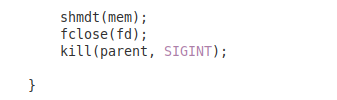 shmdt(mem);
fclose(fd);
kill(parent, SIGINT);
}